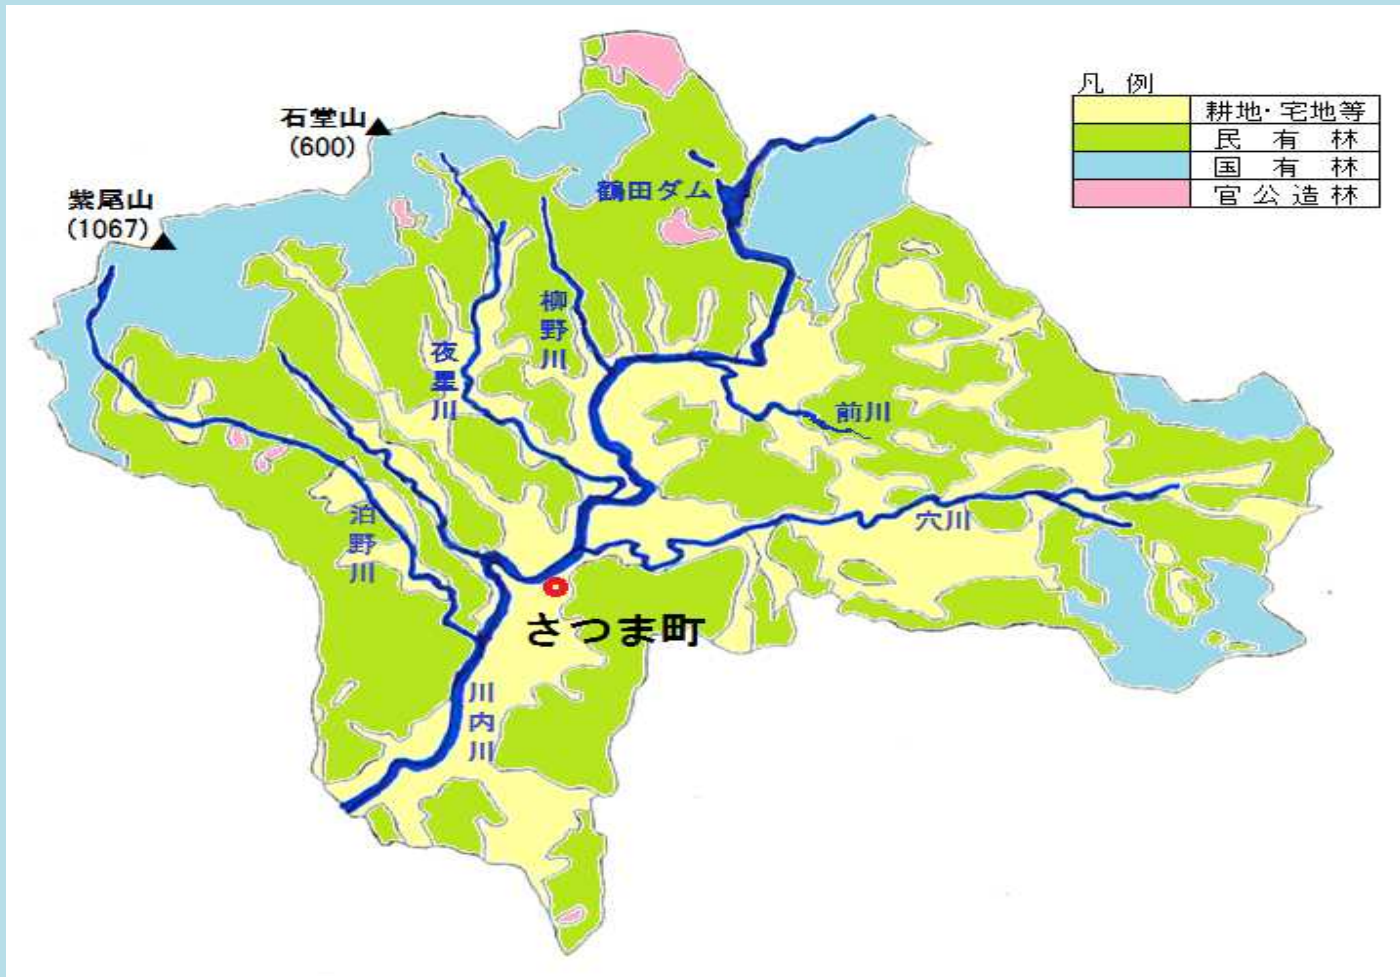 凡例
耕地・宅地等
民有林
国有林
官公造林
石堂山
(600)
紫尾山
(1067)
鶴田ダム
柳野川
夜星川
前川
穴川
泊野川
さつま町
川内川